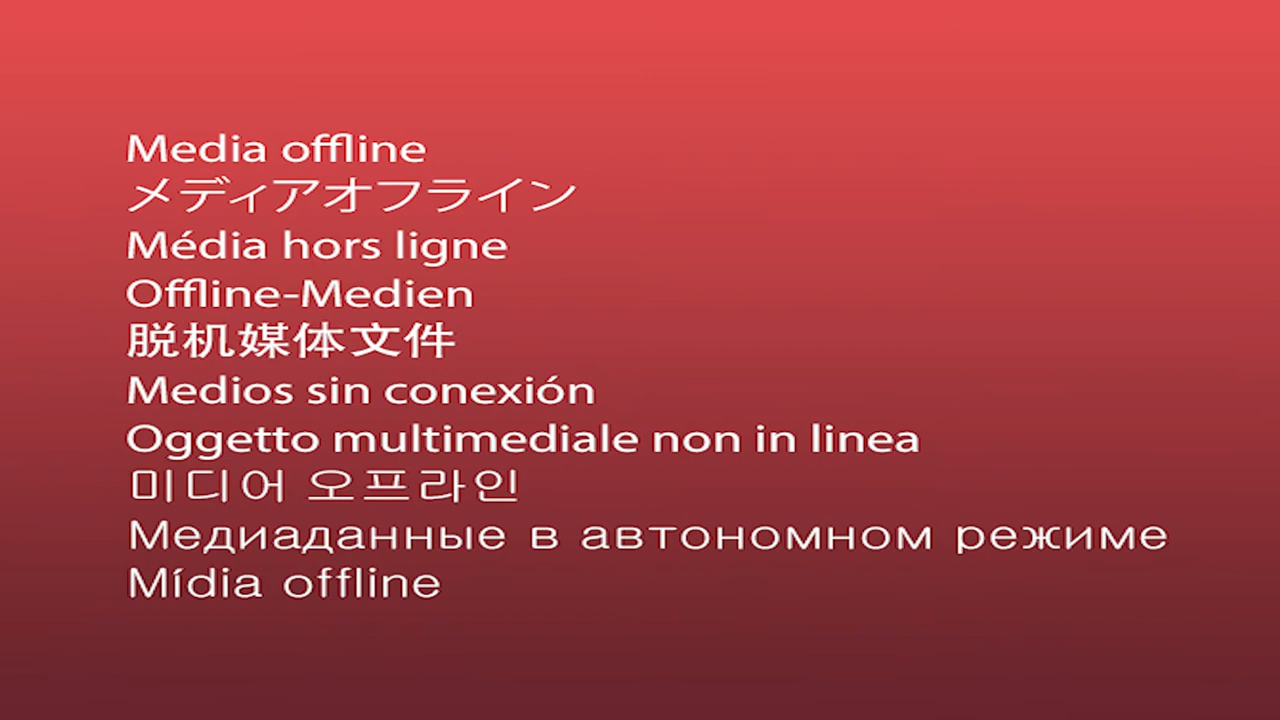 Media offline
メディアオフライン
Média hors ligne
Offline-Medien
脱机媒体文件
Medios sin conexión
Oggetto multimediale non in linea
미디어 오프라인
Медиаданные в автономном режиме
Mídia offline